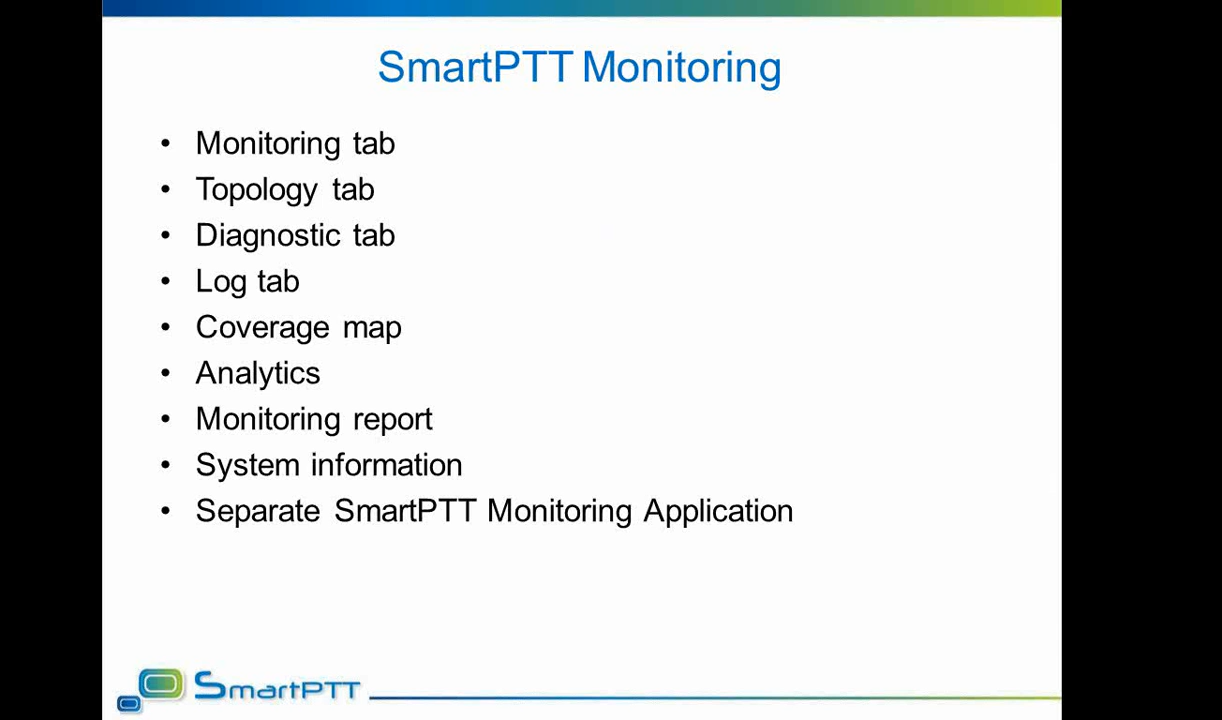 SmartPTT Monitoring
• Monitoring tab
• Topology tab
• Diagnostic tab
• Log tab
• Coverage map
• Analytics
• Monitoring report
• System information
• Separate SmartPTT Monitoring Application
SmartPTT